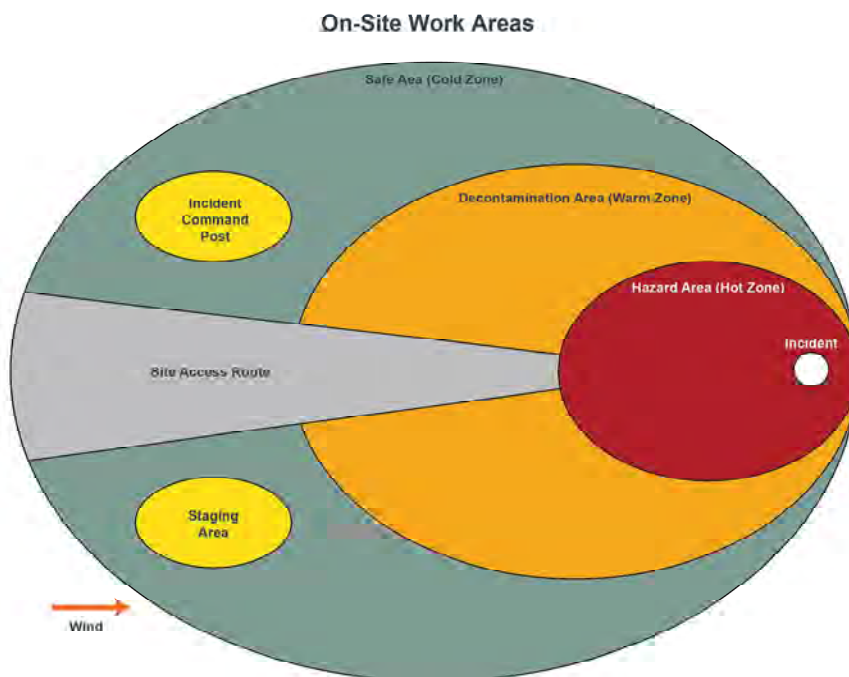 On-Site Work Areas
Safe Aea (Cold Zone)
Incident
Command
Post
Decontamination Area (Warm Zone)
Hazard Area (Hot Zone)
Incident
Site Access Route
Staging
Area
Wind